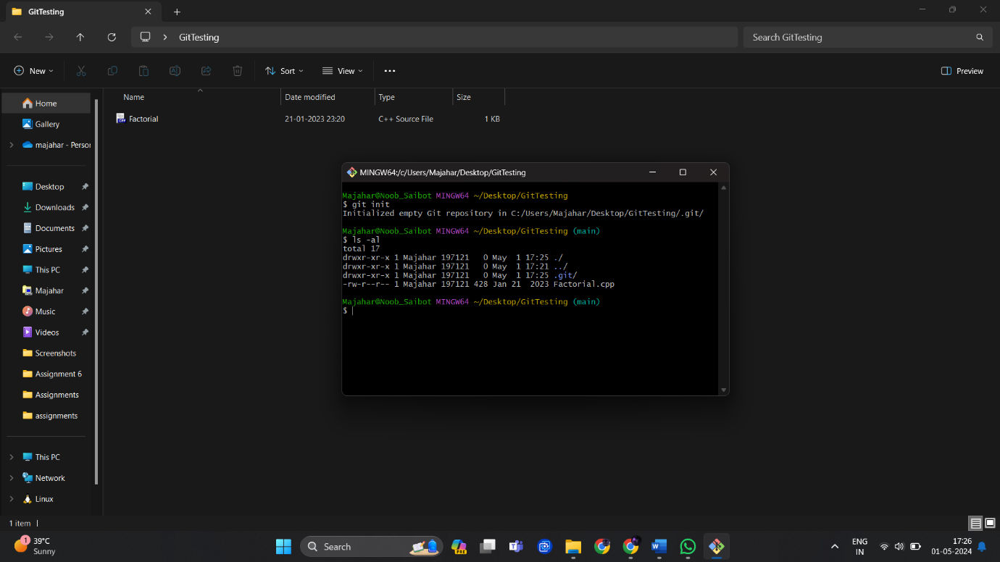 GitTesting
GitTesting
Search GitTesting
New
Sort
View
Preview
Name
Date modified
Type
Size
Factorial
21-01-2023 23:20
C++ Source File
1 KB
Home
Gallery
majahar - Person
Desktop
Downloads
Documents
Pictures
This PC
Majahar
Music
Videos
Screenshots
Assignment 6
Assignments
assignments
This PC
Network
Linux
1 item
MINGW64:/c/Users/Majahar/Desktop/GitTesting
Majahar@Noob_Saibot MINGW64 ~/Desktop/GitTesting
$ git init
Initialized empty Git repository in C:/Users/Majahar/Desktop/GitTesting/.git/
Majahar@Noob_Saibot MINGW64 ~/Desktop/GitTesting (main)
$ ls -al
total 17
drwxr-xr-x 1 Majahar 197121   0 May  1 17:25 ./
drwxr-xr-x 1 Majahar 197121   0 May  1 17:21 ../
drwxr-xr-x 1 Majahar 197121   0 May  1 17:25 .git/
-rw-r--r-- 1 Majahar 197121 428 Jan 21  2023 Factorial.cpp
Majahar@Noob_Saibot MINGW64 ~/Desktop/GitTesting (main)
$
1
39°C
Sunny
Search
PRE
ENG
IN
17:26
01-05-2024